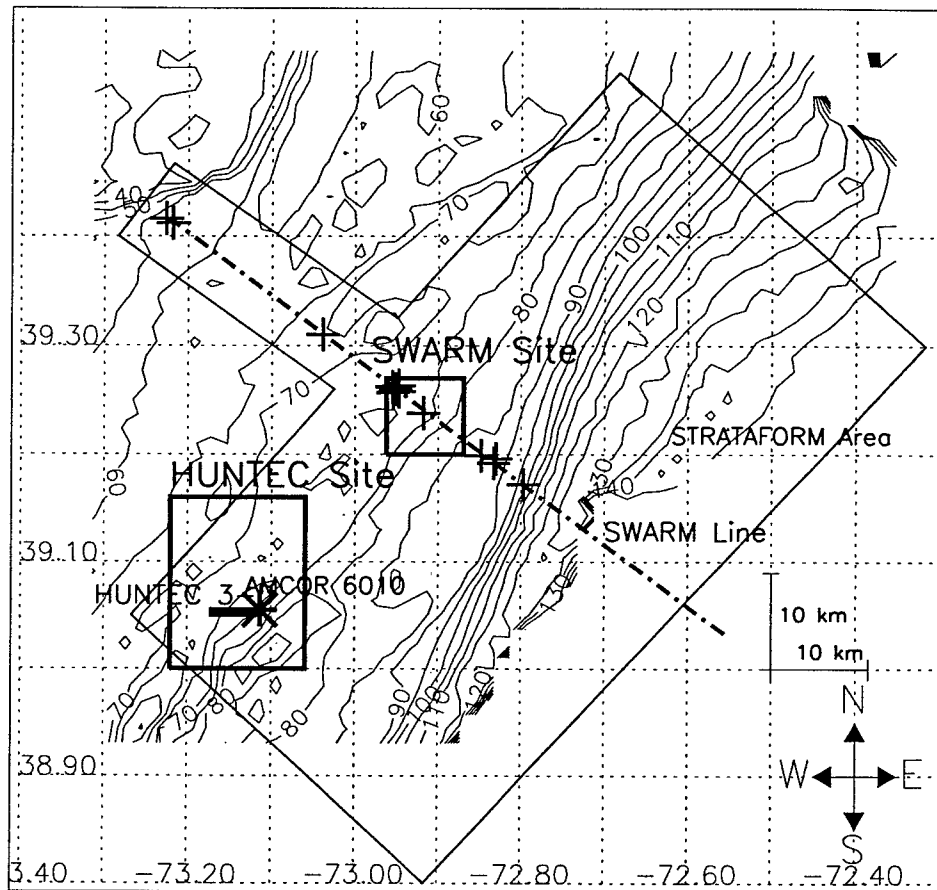 60
40
50
70
80
90
100
110
120
39.30
SWARM Site
70
STRATAFORM Area
60
HUNTEC Site
130
140
SWARM Line
39.10
AMCOR 6010
HUNTEC 3-D
130
10 km
10 km
70
70
80
80
90
100
110
120
N
38.90
W E
S
3.40 -73.20 -73.00 -72.80 -72.60 -72.40